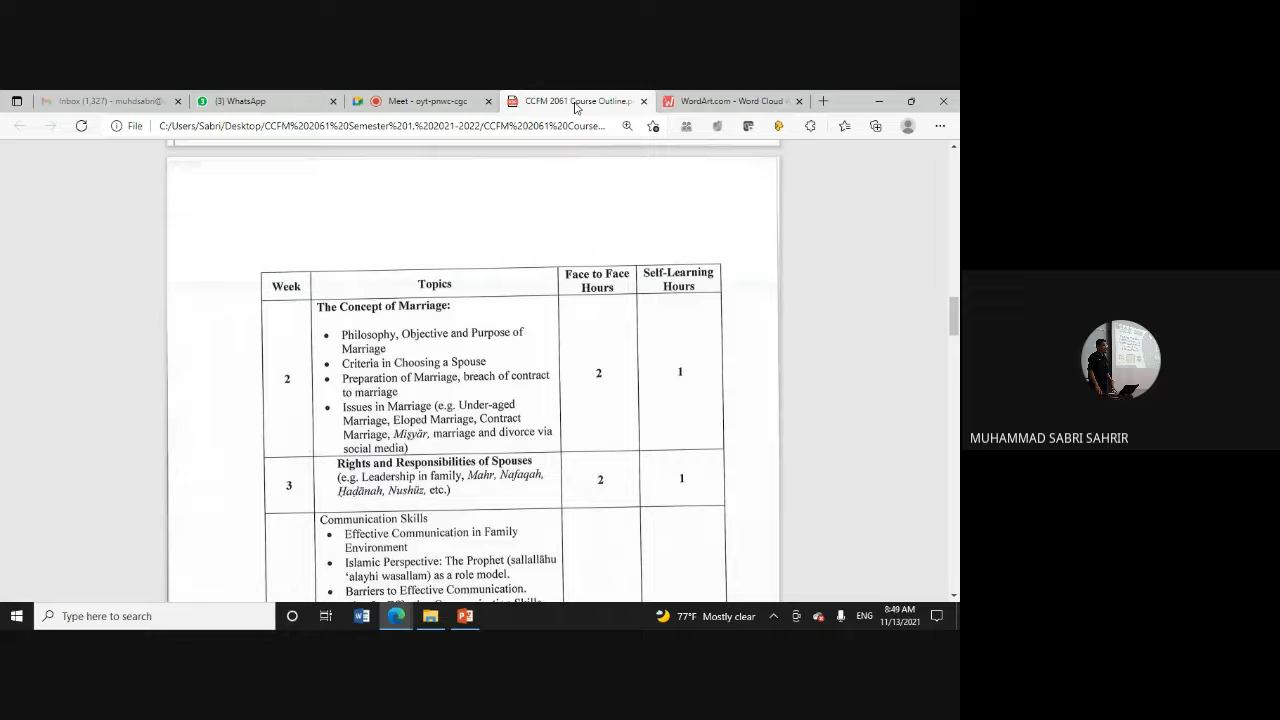 Inbox (1,327) - muhdsabri@
(3) WhatsApp
Meet - oyt-pnwc-cgc
CCFM 2061 Course Outline.p
WordArt.com - Word Cloud
File
C:/Users/Sabri/Desktop/CCFM%202061%20Semester%201,%202021-2022/CCFM%202061%20Course...
Week
Topics
Face to Face
Hours
Self-Learning
Hours
2
The Concept of Marriage:
• Philosophy, Objective and Purpose of
Marriage
• Criteria in Choosing a Spouse
• Preparation of Marriage, breach of contract
to marriage
• Issues in Marriage (e.g. Under-aged
Marriage, Eloped Marriage, Contract
Marriage, Misyār, marriage and divorce via
social media)
2
1
3
Rights and Responsibilities of Spouses
(e.g. Leadership in family, Mahr, Nafaqah,
Ḥaḍānah, Nushūz, etc.)
2
1
Communication Skills
• Effective Communication in Family
Environment
• Islamic Perspective: The Prophet (sallallāhu
‘alayhi wasallam) as a role model.
• Barriers to Effective Communication.
MUHAMMAD SABRI SAHRIR
Type here to search
77°F Mostly clear
ENG
8:49 AM
11/13/2021